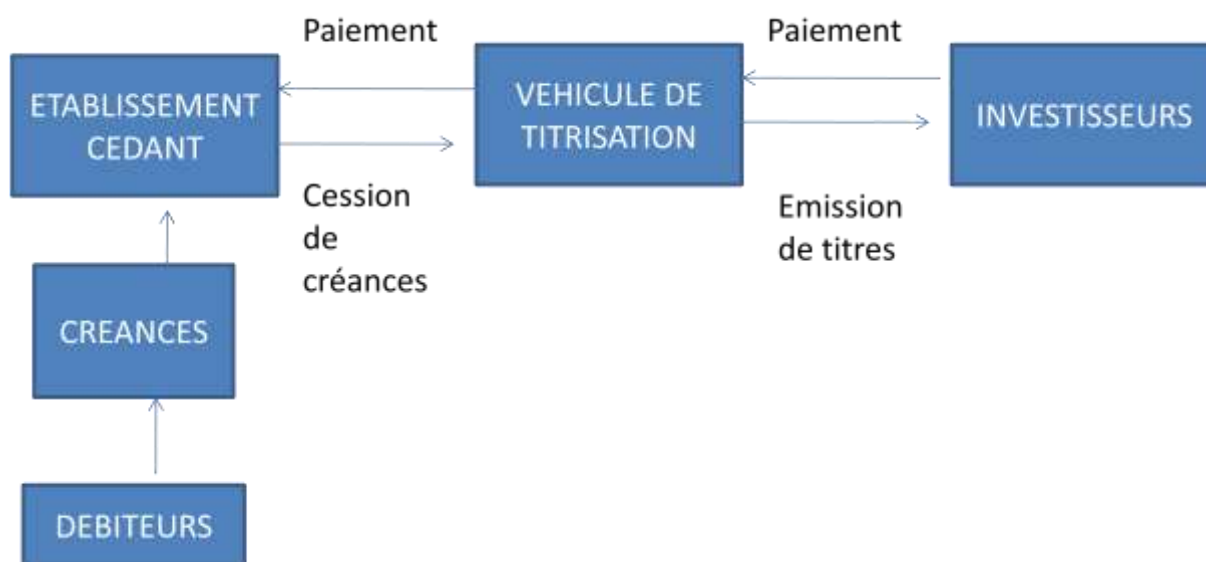 Paiement
Paiement
ETABLISSEMENT
CEDANT
VEHICULE DE
TITRISATION
INVESTISSEURS
Cession
de
créances
Emission
de titres
CREANCES
DEBITEURS